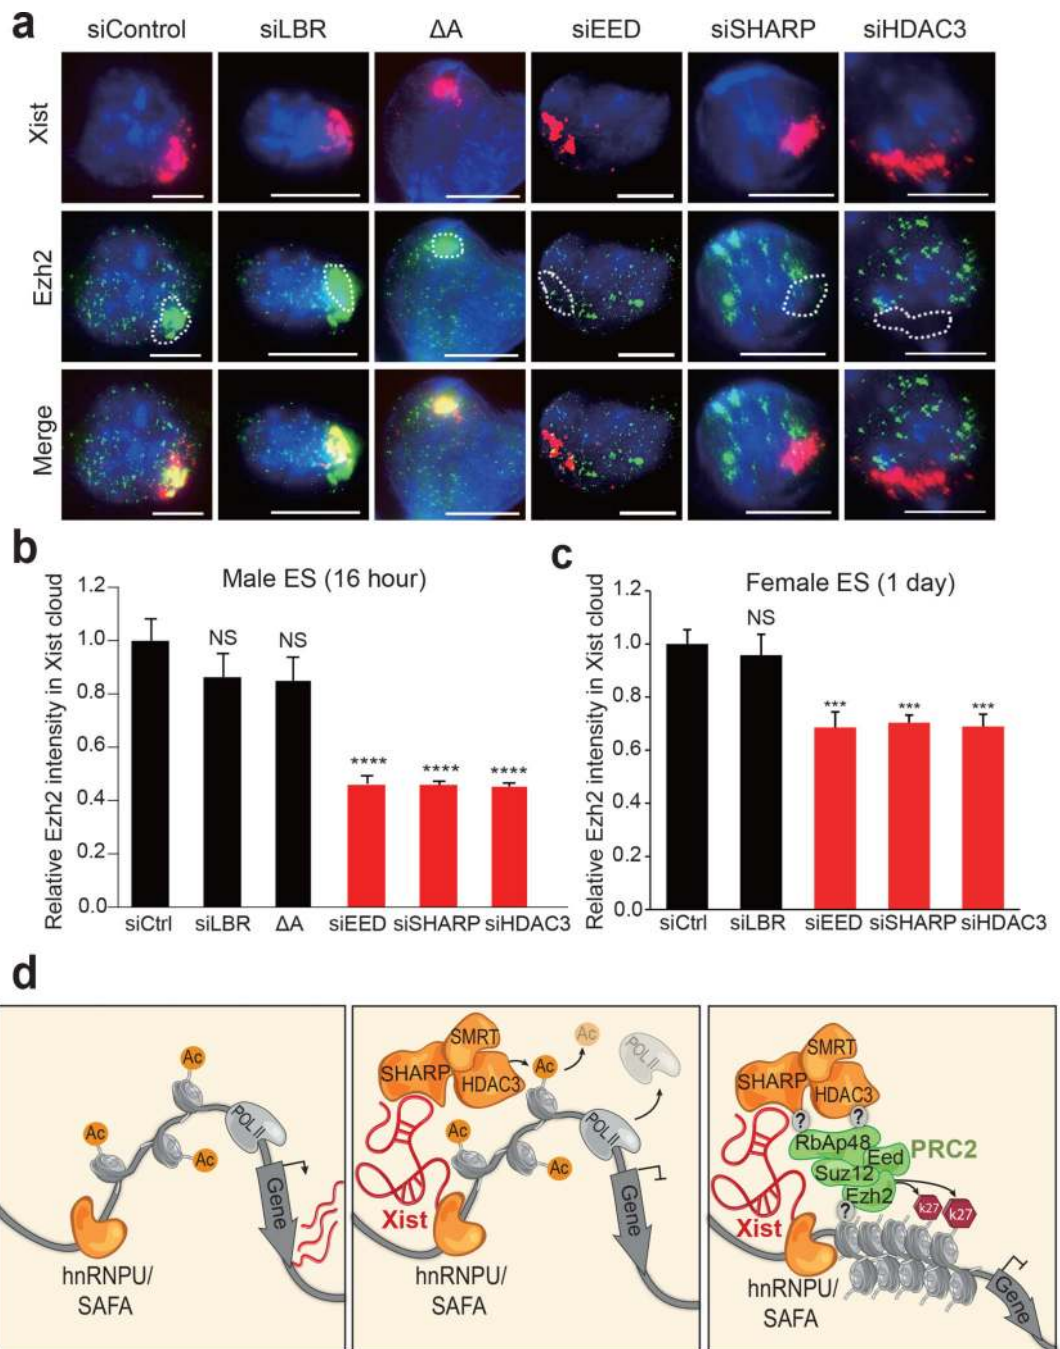 a
siControl siLBR ΔA siEED siSHARP siHDAC3
Xist
Ezh2
Merge
b
Male ES (16 hour)
Relative Ezh2 intensity in Xist cloud
1.2
1.0
0.8
0.6
0.4
0.2
0.0
NS
NS
****
****
****
siCtrl siLBR ΔA siEED siSHARP siHDAC3
c
Female ES (1 day)
Relative Ezh2 intensity in Xist cloud
1.2
1.0
0.8
0.6
0.4
0.2
0.0
NS
***
***
***
siCtrl siLBR siEED siSHARP siHDAC3
d
Ac
Ac
Ac
POL II
Gene
hnRNPU/
SAFA
SMRT
SHARP
HDAC3
Ac
Ac
POL II
Ac
Ac
POL II
Xist
Gene
hnRNPU/
SAFA
SMRT
SHARP
HDAC3
?
?
RbAp48
Eed
PRC2
Suz12
Ezh2
?
k27
k27
Xist
hnRNPU/
SAFA
Gene